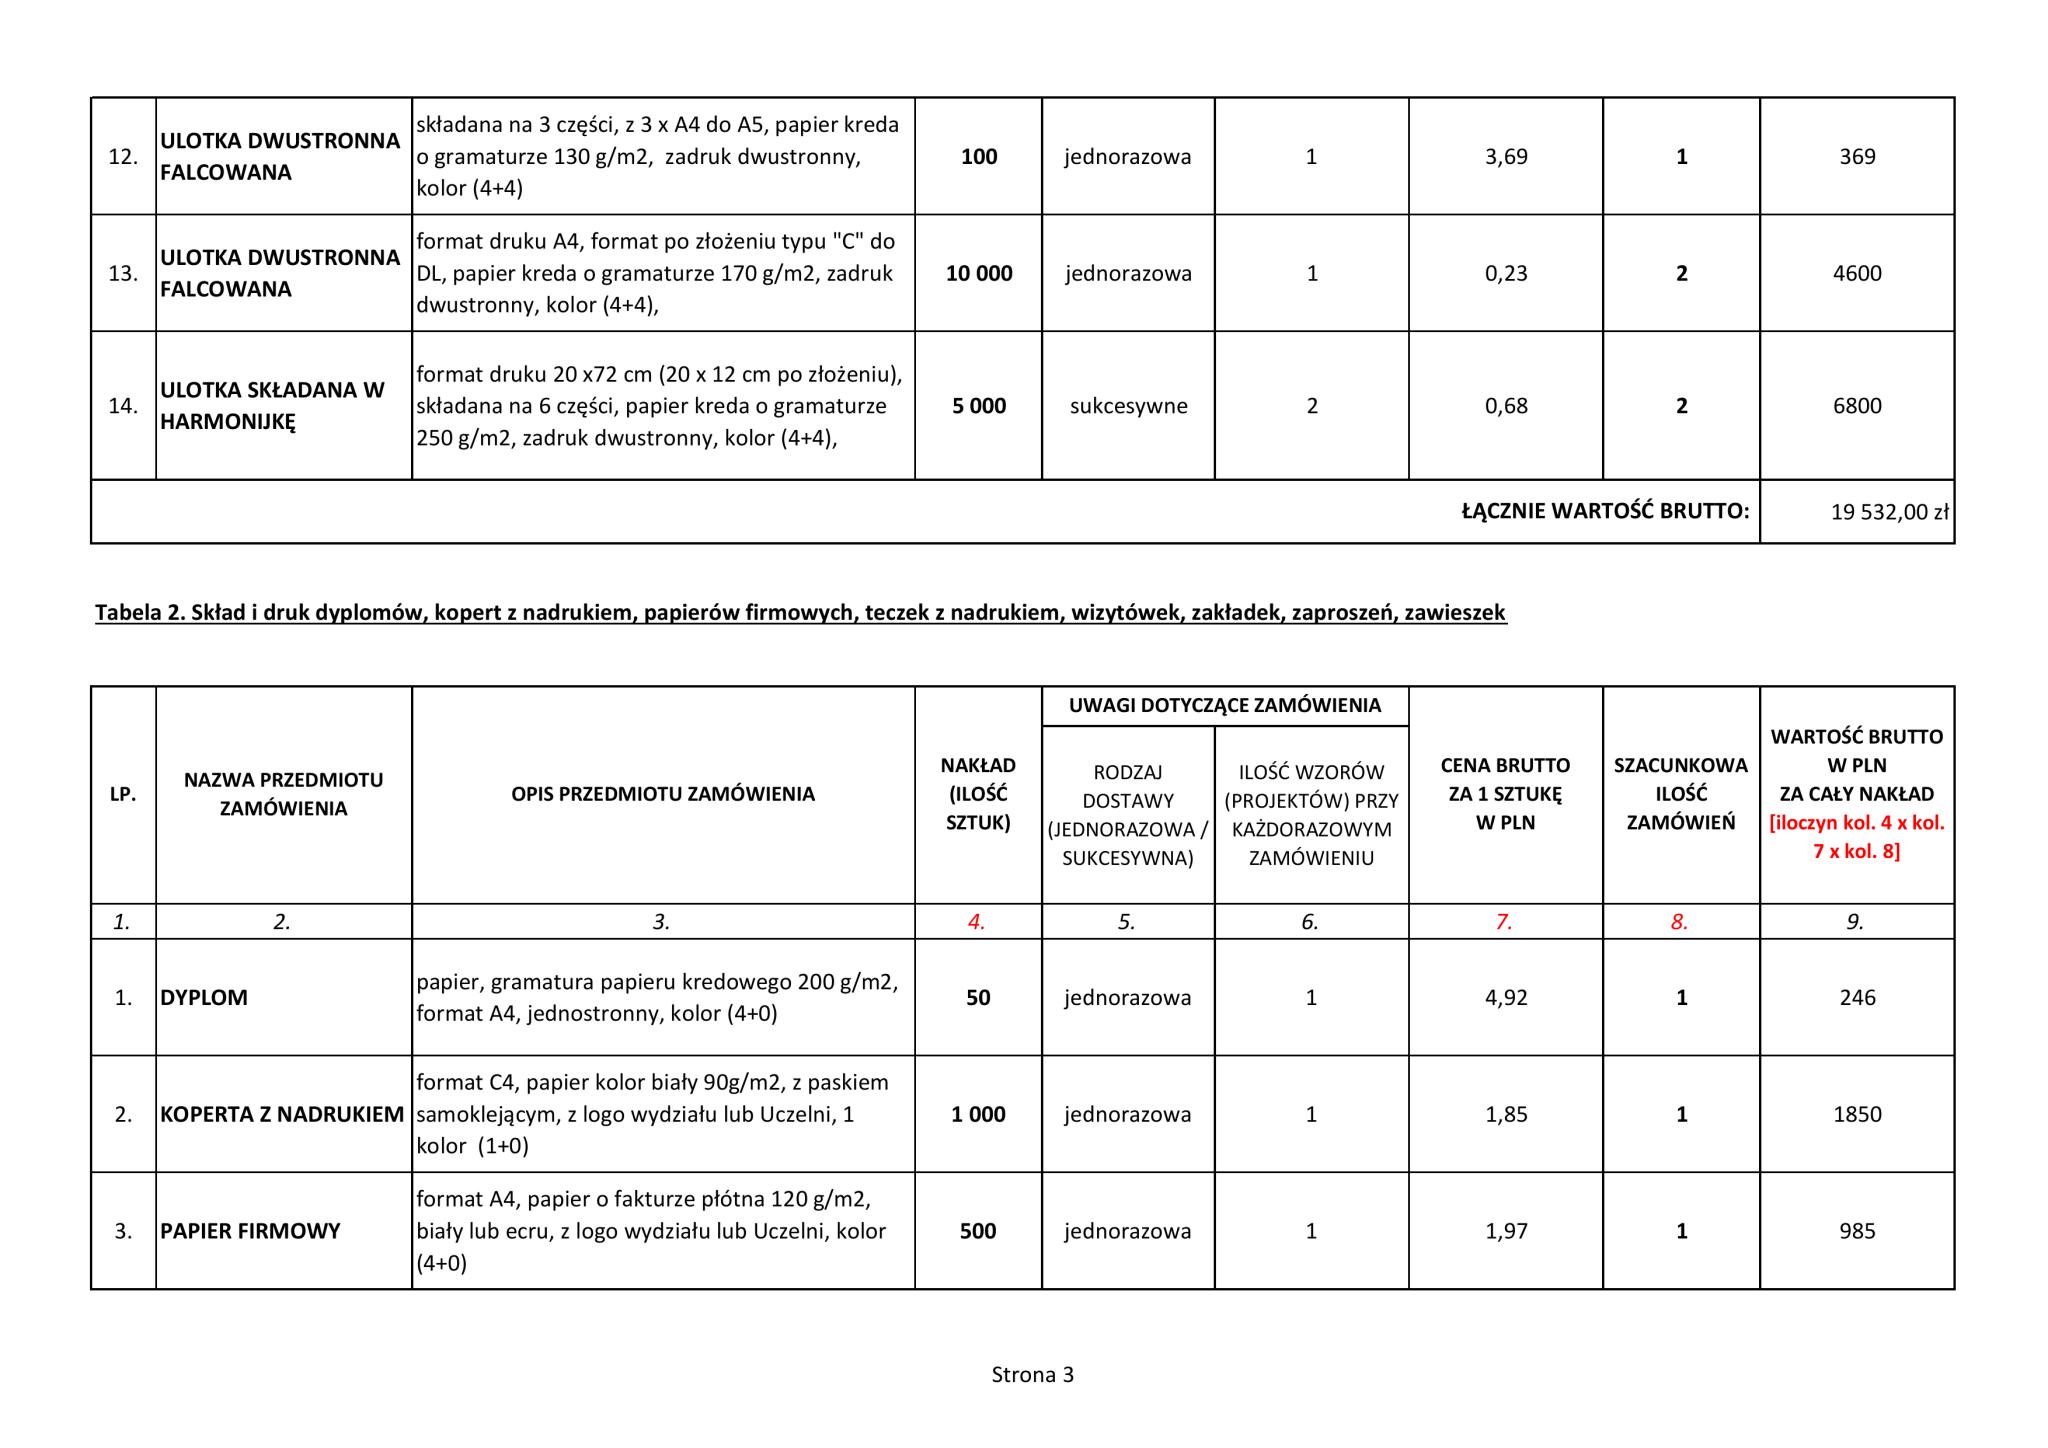 12.
ULOTKA DWUSTRONNA
FALCOWANA
składana na 3 części, z 3 x A4 do A5, papier kreda
o gramaturze 130 g/m2,  zadruk dwustronny,
kolor (4+4)
100
jednorazowa
1
3,69
1
369
13.
ULOTKA DWUSTRONNA
FALCOWANA
format druku A4, format po złożeniu typu "C" do
DL, papier kreda o gramaturze 170 g/m2, zadruk
dwustronny, kolor (4+4),
10 000
jednorazowa
1
0,23
2
4600
14.
ULOTKA SKŁADANA W
HARMONIJKĘ
format druku 20 x72 cm (20 x 12 cm po złożeniu),
składana na 6 części, papier kreda o gramaturze
250 g/m2, zadruk dwustronny, kolor (4+4),
5 000
sukcesywne
2
0,68
2
6800
ŁĄCZNIE WARTOŚĆ BRUTTO:
19 532,00 zł
Tabela 2. Skład i druk dyplomów, kopert z nadrukiem, papierów firmowych, teczek z nadrukiem, wizytówek, zakładek, zaproszeń, zawieszek
LP.
NAZWA PRZEDMIOTU
ZAMÓWIENIA
OPIS PRZEDMIOTU ZAMÓWIENIA
NAKŁAD
(ILOŚĆ
SZTUK)
UWAGI DOTYCZĄCE ZAMÓWIENIA
RODZAJ
DOSTAWY
(JEDNORAZOWA /
SUKCESYWNA)
ILOŚĆ WZORÓW
(PROJEKTÓW) PRZY
KAŻDORAZOWYM
ZAMÓWIENIU
CENA BRUTTO
ZA 1 SZTUKĘ
W PLN
SZACUNKOWA
ILOŚĆ
ZAMÓWIEŃ
WARTOŚĆ BRUTTO
W PLN
ZA CAŁY NAKŁAD
[iloczyn kol. 4 x kol.
7 x kol. 8]
1.
2.
3.
4.
5.
6.
7.
8.
9.
1.
DYPLOM
papier, gramatura papieru kredowego 200 g/m2,
format A4, jednostronny, kolor (4+0)
50
jednorazowa
1
4,92
1
246
2.
KOPERTA Z NADRUKIEM
format C4, papier kolor biały 90g/m2, z paskiem
samoklejącym, z logo wydziału lub Uczelni, 1
kolor  (1+0)
1 000
jednorazowa
1
1,85
1
1850
3.
PAPIER FIRMOWY
format A4, papier o fakturze płótna 120 g/m2,
biały lub ecru, z logo wydziału lub Uczelni, kolor
(4+0)
500
jednorazowa
1
1,97
1
985
Strona 3